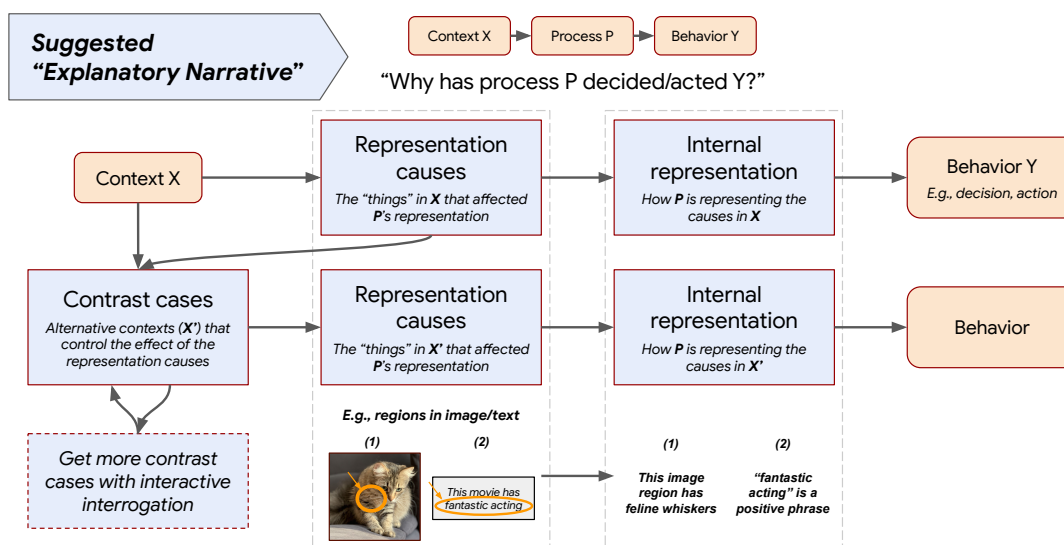 Suggested
“Explanatory Narrative”
Context X
Process P
Behavior Y
“Why has process P decided/acted Y?”
Context X
Representation
causes
The “things” in X that affected
P’s representation
Internal
representation
How P is representing the
causes in X
Behavior Y
E.g., decision, action
Contrast cases
Alternative contexts (X’) that
control the effect of the
representation causes
Representation
causes
The “things” in X’ that affected
P’s representation
Internal
representation
How P is representing the
causes in X’
Behavior
Get more contrast
cases with interactive
interrogation
E.g., regions in image/text
(1)
(2)
This movie has
fantastic acting
(1)
(2)
This image
region has
feline whiskers
“fantastic
acting” is a
positive phrase